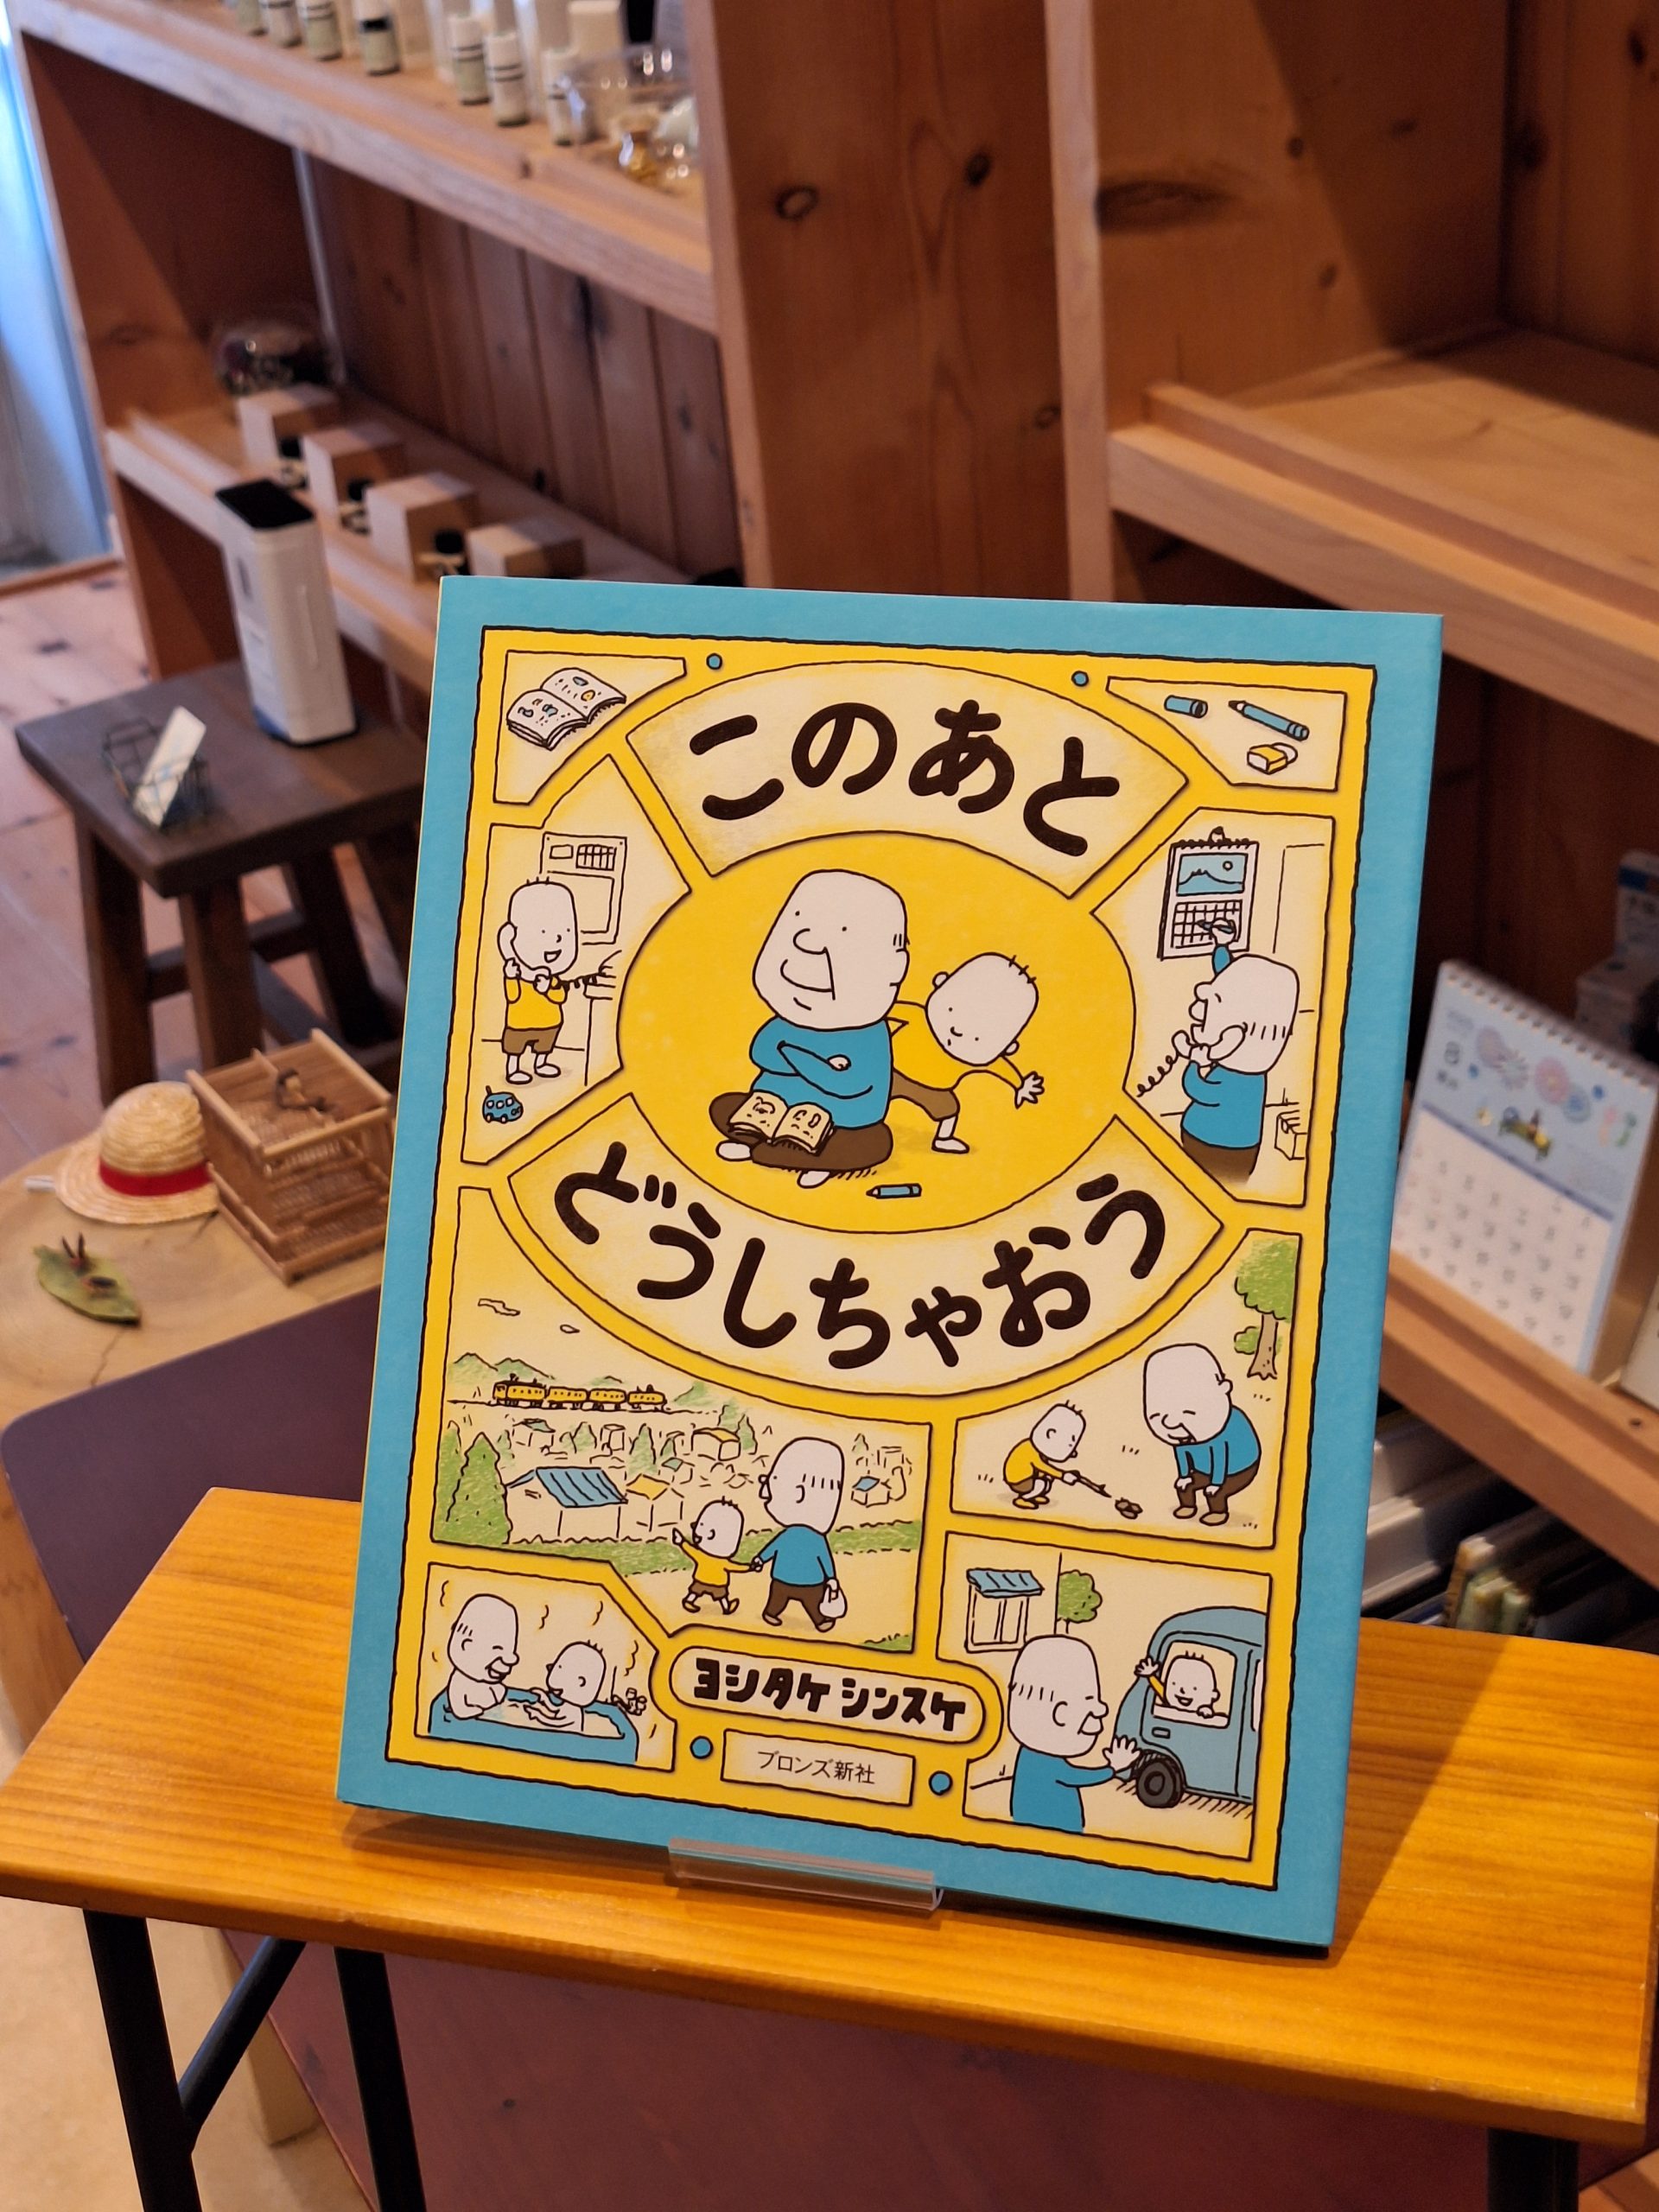 このあと
どうしちゃおう
ヨシタケ シンスケ
ブロンズ新社